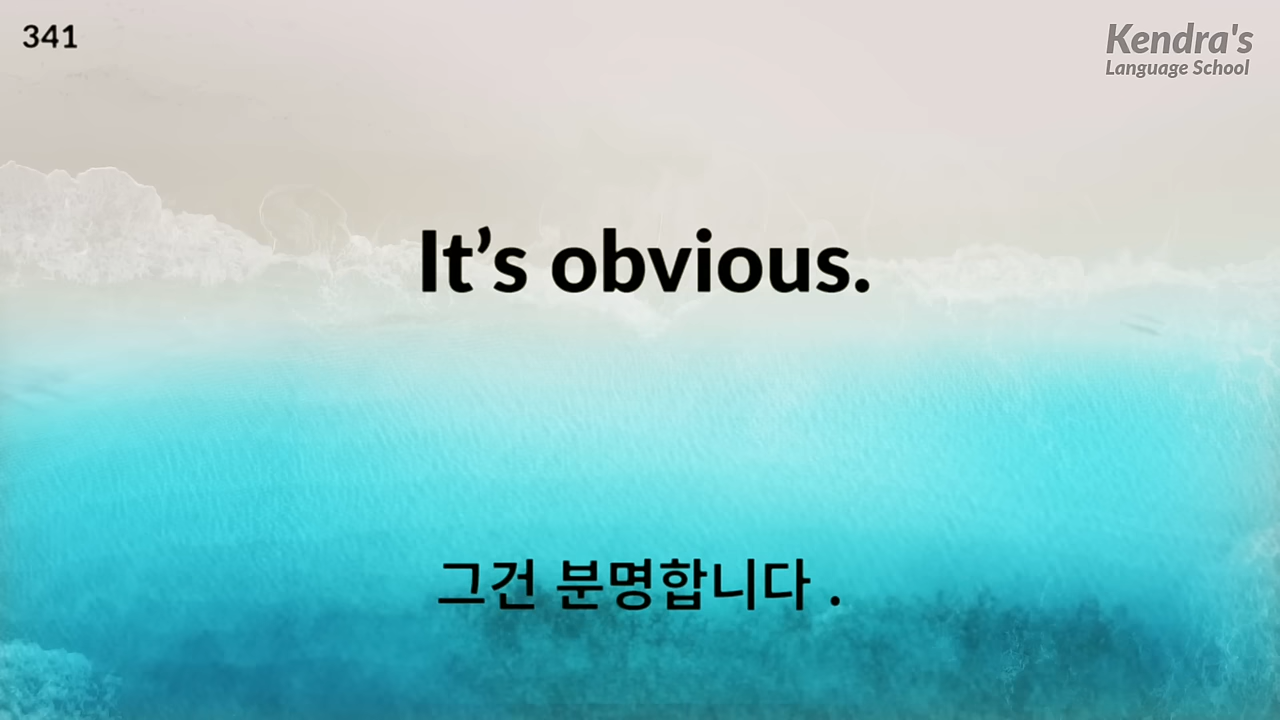 341
Kendra's
Language School
It’s obvious.
그건 분명합니다 .